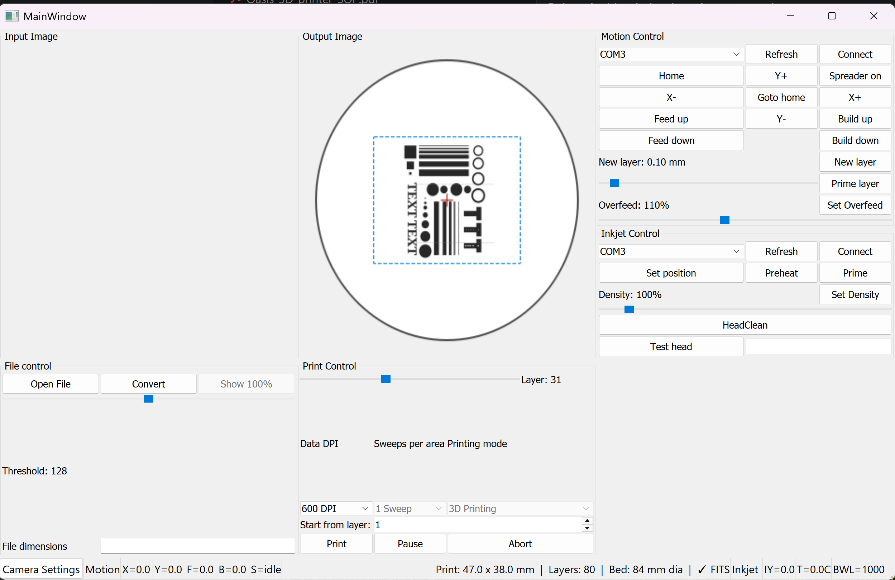 MainWindow
Input Image
Output Image
TEXT TEXT
TTT
File control
Open File
Convert
Show 100%
Threshold: 128
File dimensions
Print Control
Layer: 31
Data DPI
Sweeps per area Printing mode
600 DPI
1 Sweep
3D Printing
Start from layer: 1
Print
Pause
Abort
Motion Control
COM3
Refresh
Connect
Home
Y+
Spreader on
X-
Goto home
X+
Feed up
Y-
Build up
Feed down
Build down
New layer: 0.10 mm
New layer
Prime layer
Overfeed: 110%
Set Overfeed
Inkjet Control
COM3
Refresh
Connect
Set position
Preheat
Prime
Density: 100%
Set Density
HeadClean
Test head
Camera Settings
Motion X=0.0 Y=0.0 F=0.0 B=0.0 S=idle
Print: 47.0 x 38.0 mm | Layers: 80 | Bed: 84 mm dia | ✓ FITS
Inkjet IY=0.0 T=0.0C BWL=1000